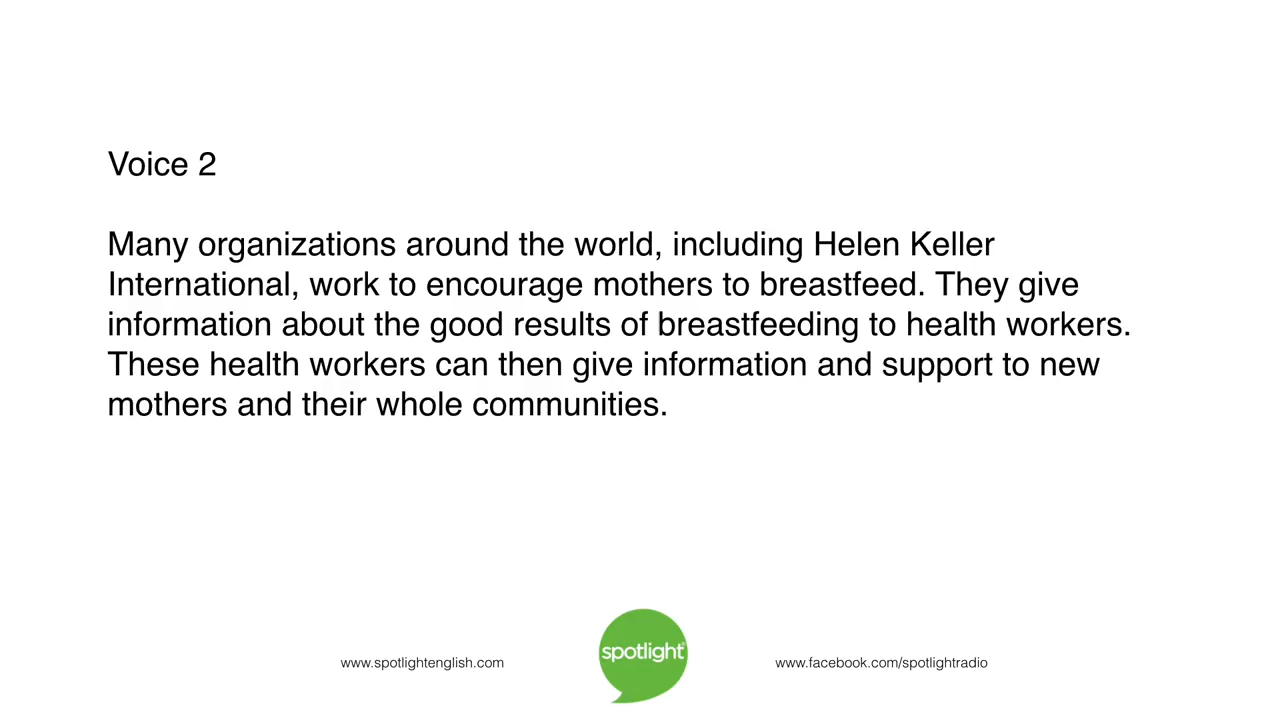 Voice 2
Many organizations around the world, including Helen Keller
International, work to encourage mothers to breastfeed. They give
information about the good results of breastfeeding to health workers.
These health workers can then give information and support to new
mothers and their whole communities.
www.spotlightenglish.com
spotlight
www.facebook.com/spotlightradio